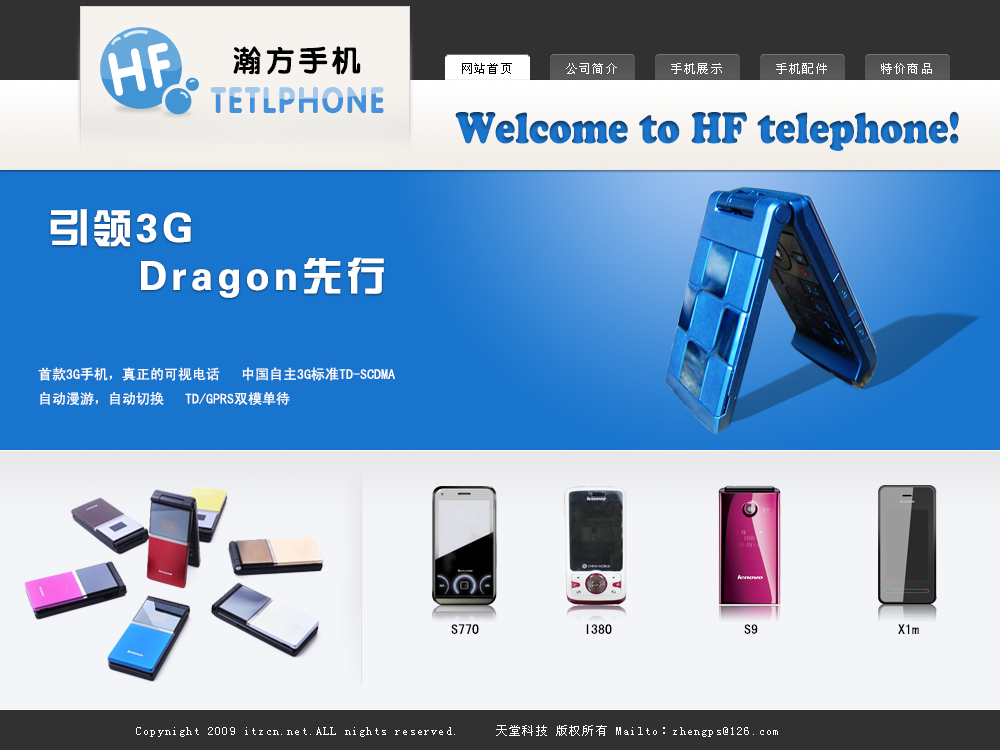 HF
瀚方手机
TETLPHONE
网站首页 公司简介 手机展示 手机配件 特价商品
Welcome to HF telephone!
引领3G
Dragon先行
首款3G手机，真正的可视电话 中国自主3G标准TD-SCDMA
自动漫游，自动切换 TD/GPRS双模单待
lenovo
CHINA MOBILE
lenovo
S770 I380 S9 X1m
Copyright 2009 itzcn.net.ALL nights reserved. 天堂科技 版权所有 Mailto：zhengps@126.com